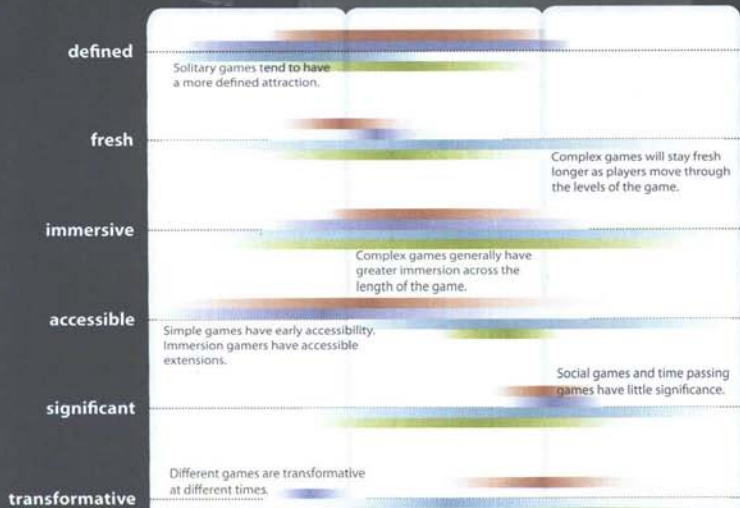 defined
Solitary games tend to have
a more defined attraction.
fresh
Complex games will stay fresh
longer as players move through
the levels of the game.
immersive
Complex games generally have
greater immersion across the
length of the game.
accessible
Simple games have early accessibility.
Immersion gamers have accessible
extensions.
Social games and time passing
games have little significance.
significant
Different games are transformative
at different times.
transformative